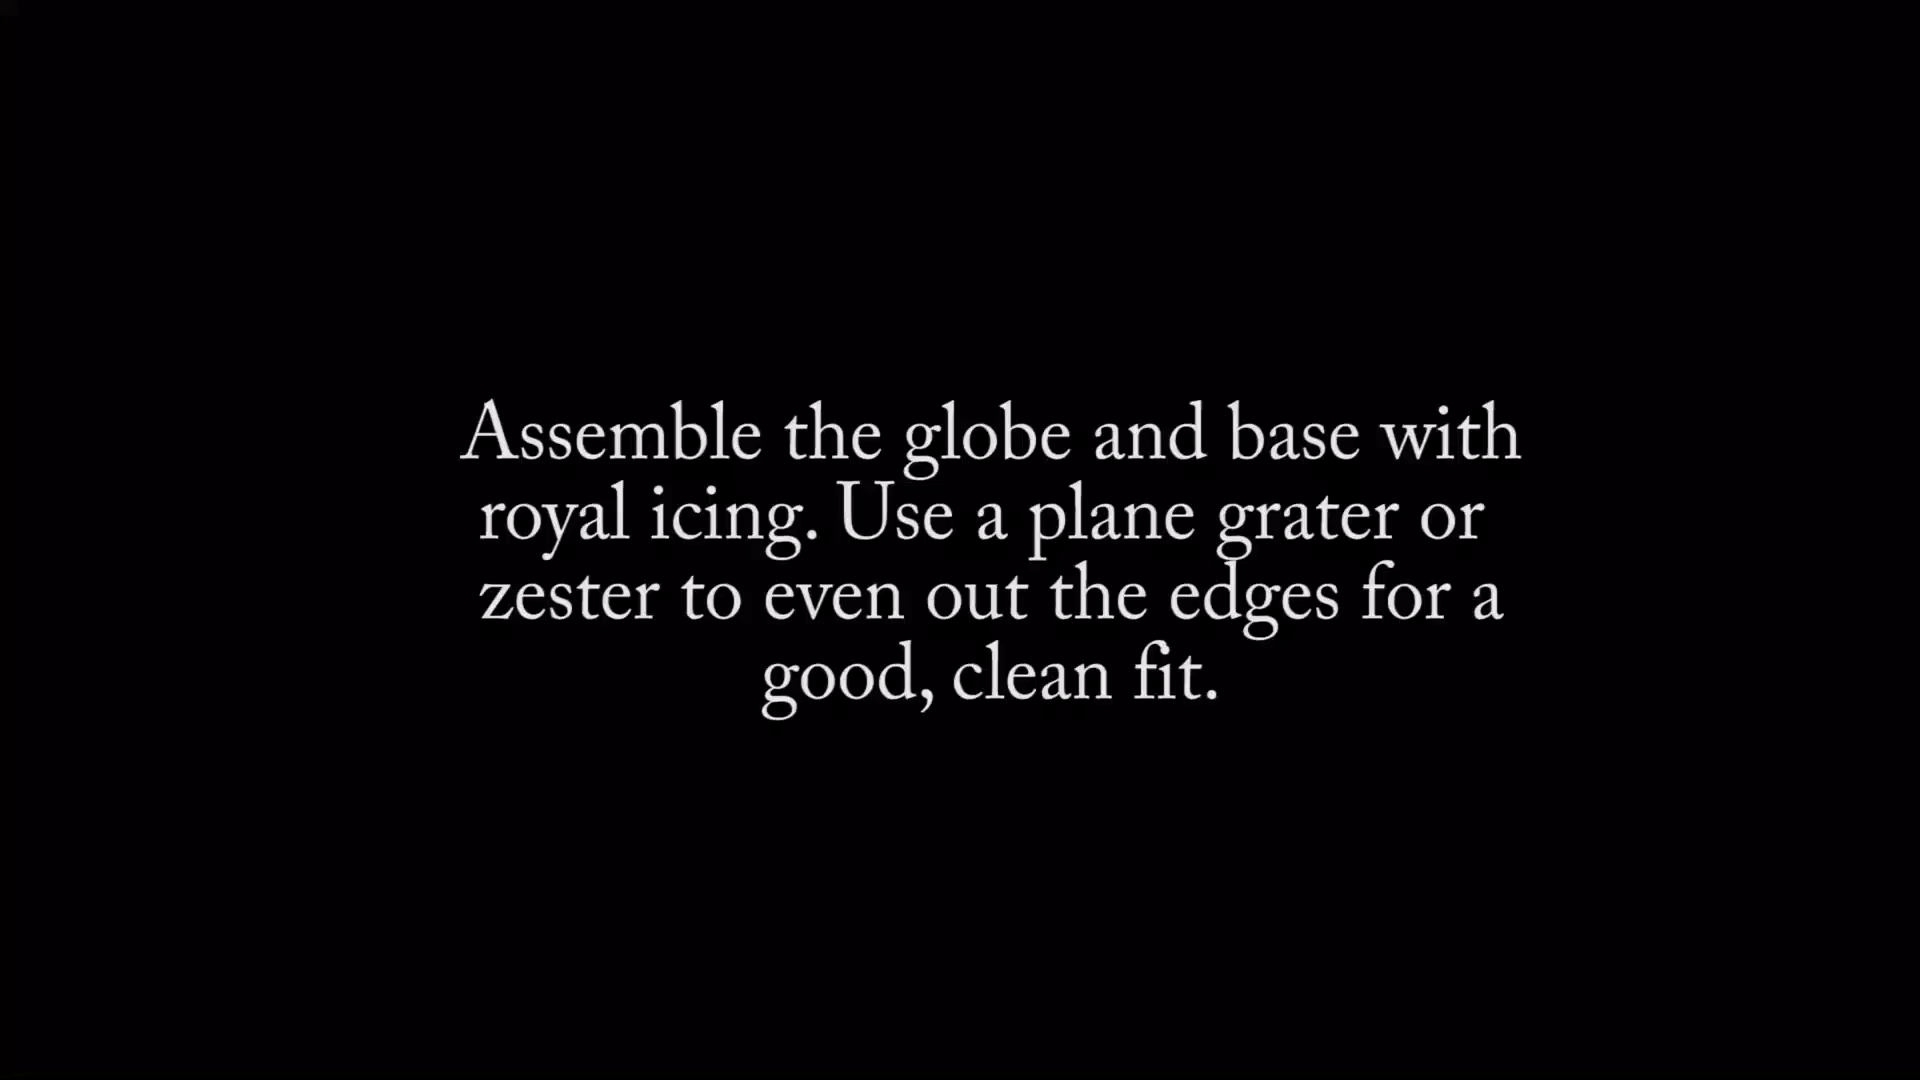 Assemble the globe and base with
royal icing. Use a plane grater or
zester to even out the edges for a
good, clean fit.